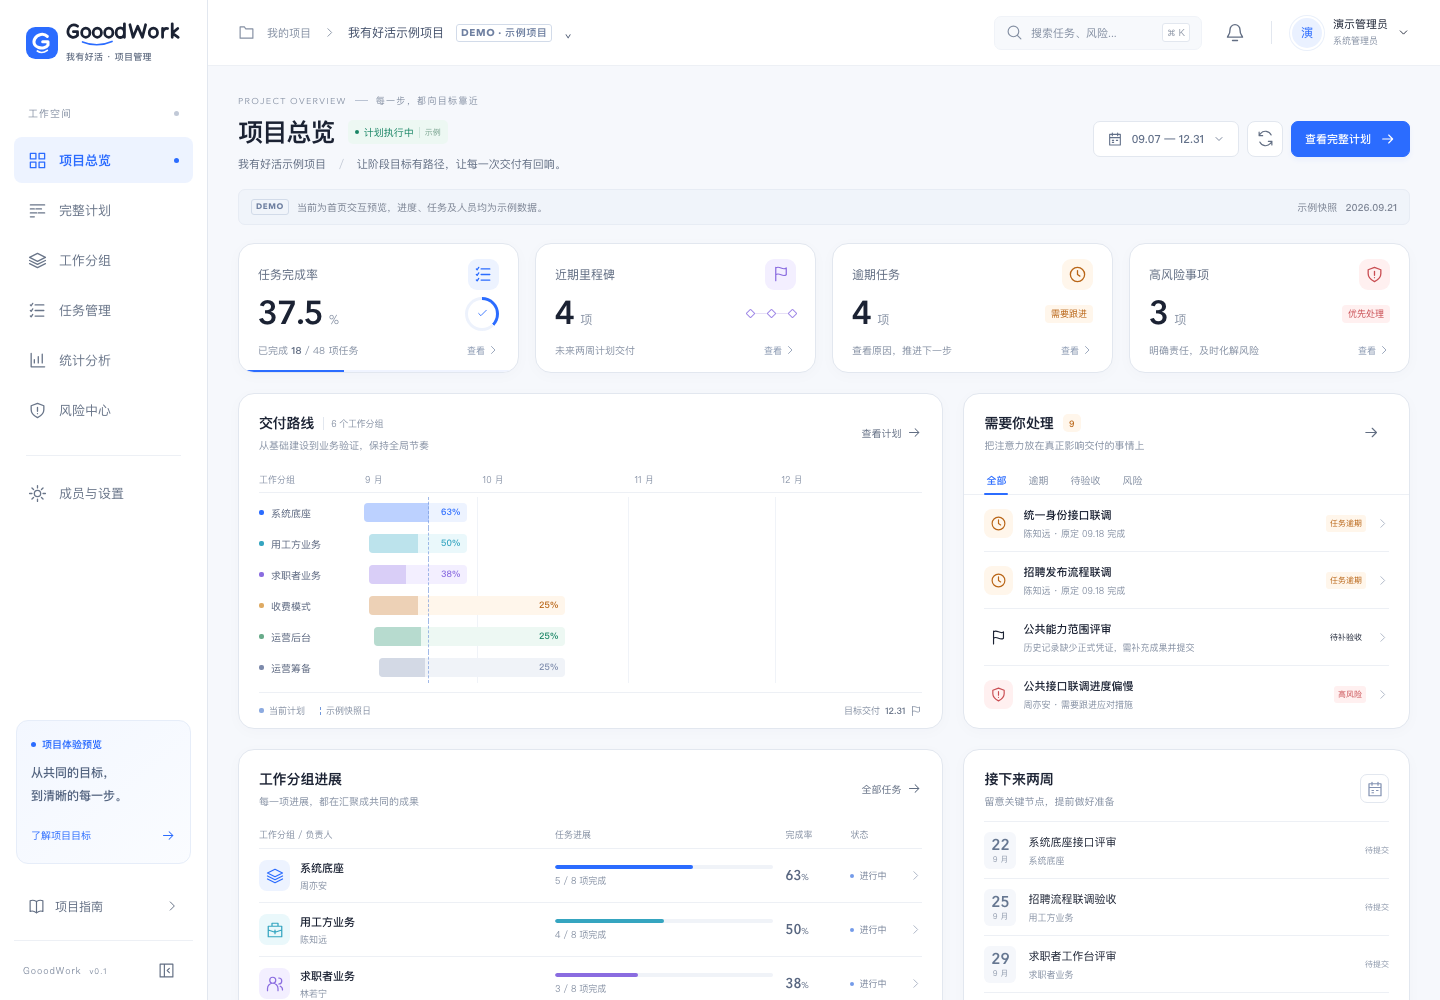 GooodWork
我有好活 · 项目管理
工作空间
项目总览
完整计划
工作分组
任务管理
统计分析
风险中心
成员与设置
项目体验预览
从共同的目标，
到清晰的每一步。
了解项目目标
项目指南
GooodWork v0.1
我的项目
我有好活示例项目
DEMO · 示例项目
搜索任务、风险...
⌘ K
演
演示管理员
系统管理员
PROJECT OVERVIEW — 每一步，都向目标靠近
项目总览
计划执行中 示例
我有好活示例项目 / 让阶段目标有路径，让每一次交付有回响。
09.07 — 12.31
查看完整计划
DEMO 当前为首页交互预览，进度、任务及人员均为示例数据。
示例快照 2026.09.21
任务完成率
37.5 %
已完成 18 / 48 项任务
查看
近期里程碑
4 项
未来两周计划交付
查看
逾期任务
4 项
需要跟进
查看原因，推进下一步
查看
高风险事项
3 项
优先处理
明确责任，及时化解风险
查看
交付路线 6 个工作分组
从基础建设到业务验证，保持全局节奏
查看计划
工作分组 9 月 10 月 11 月 12 月
系统底座 63%
用工方业务 50%
求职者业务 38%
收费模式 25%
运营后台 25%
运营筹备 25%
当前计划 示例快照日
目标交付 12.31
需要你处理 9
把注意力放在真正影响交付的事情上
全部 逾期 待验收 风险
统一身份接口联调
陈知远 · 原定 09.18 完成
任务逾期
招聘发布流程联调
陈知远 · 原定 09.18 完成
任务逾期
公共能力范围评审
历史记录缺少正式凭证，需补充成果并提交
待补验收
公共接口联调进度偏慢
周亦安 · 需要跟进应对措施
高风险
工作分组进展
每一项进展，都在汇聚成共同的成果
全部任务
工作分组 / 负责人 任务进展 完成率 状态
系统底座
周亦安
5 / 8 项完成
63% 进行中
用工方业务
陈知远
4 / 8 项完成
50% 进行中
求职者业务
林若宁
3 / 8 项完成
38% 进行中
接下来两周
留意关键节点，提前做好准备
22
9 月
系统底座接口评审
系统底座
待提交
25
9 月
招聘流程联调验收
用工方业务
待提交
29
9 月
求职者工作台评审
求职者业务
待提交